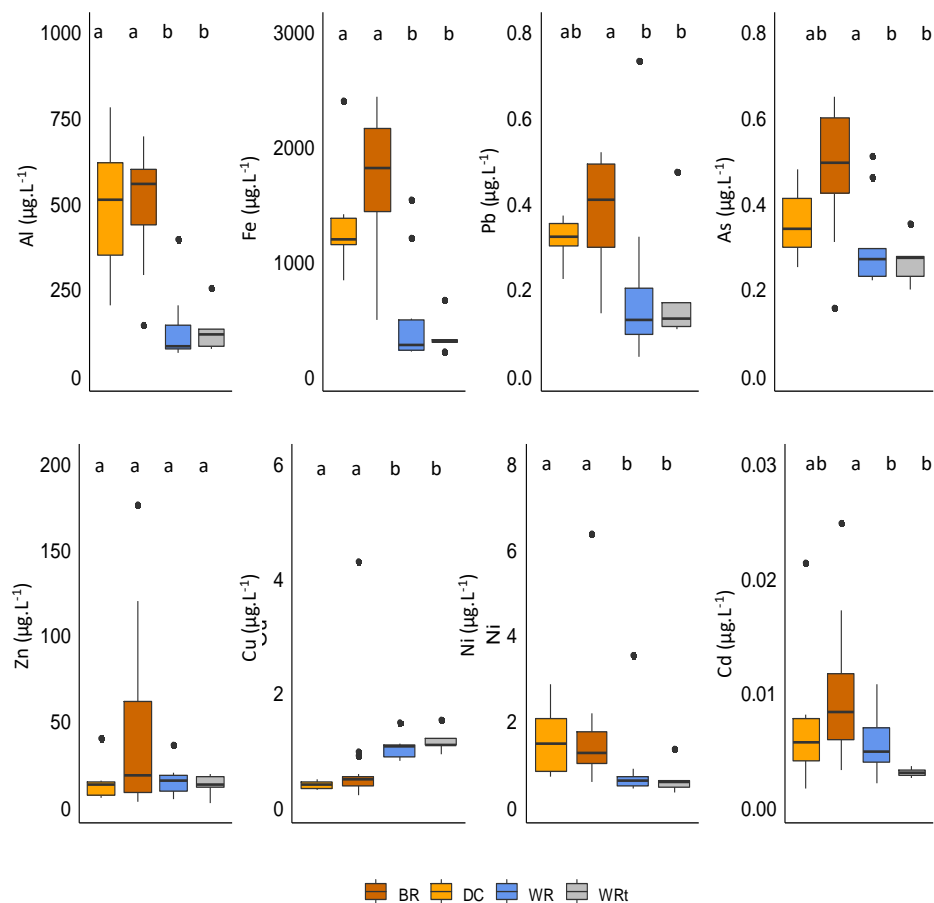 1000 a a b b
750
500
250
0
Al (µg.L⁻¹)
3000 a a b b
2000
1000
0
Fe (µg.L⁻¹)
0.8 ab a b b
0.6
0.4
0.2
0.0
Pb (µg.L⁻¹)
0.8 ab a b b
0.6
0.4
0.2
0.0
As (µg.L⁻¹)
200 a a a a
150
100
50
0
Zn (µg.L⁻¹)
6 a a b b
4
2
0
Cu (µg.L⁻¹)
8 a a b b
6
4
2
0
Ni (µg.L⁻¹)
Ni
0.03 ab a b b
0.02
0.01
0.00
Cd (µg.L⁻¹)
BR DC WR WRt